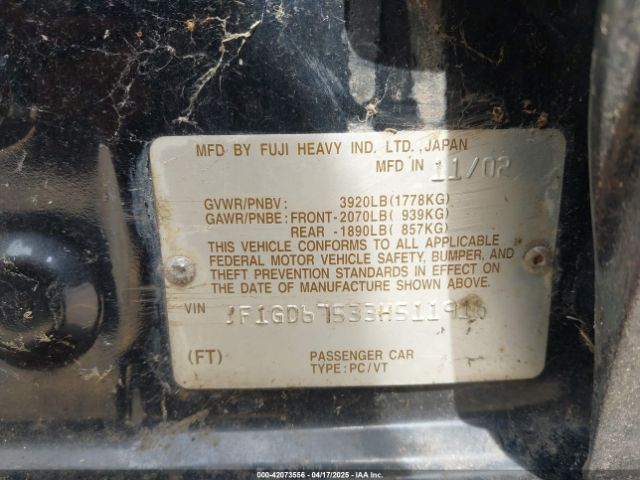 MFD BY FUJI HEAVY IND. LTD., JAPAN
MFD IN 11/02
GVWR/PNBV: 3920LB(1778KG)
GAWR/PNBE: FRONT-2070LB( 939KG)
REAR -1890LB( 857KG)
THIS VEHICLE CONFORMS TO ALL APPLICABLE
FEDERAL MOTOR VEHICLE SAFETY, BUMPER, AND
THEFT PREVENTION STANDARDS IN EFFECT ON
THE DATE OF MANUFACTURE SHOWN ABOVE.
VIN JF1GD67533H511916
(FT) PASSENGER CAR
TYPE: PC/VT
000-42073556 - 04/17/2025 - IAA Inc.